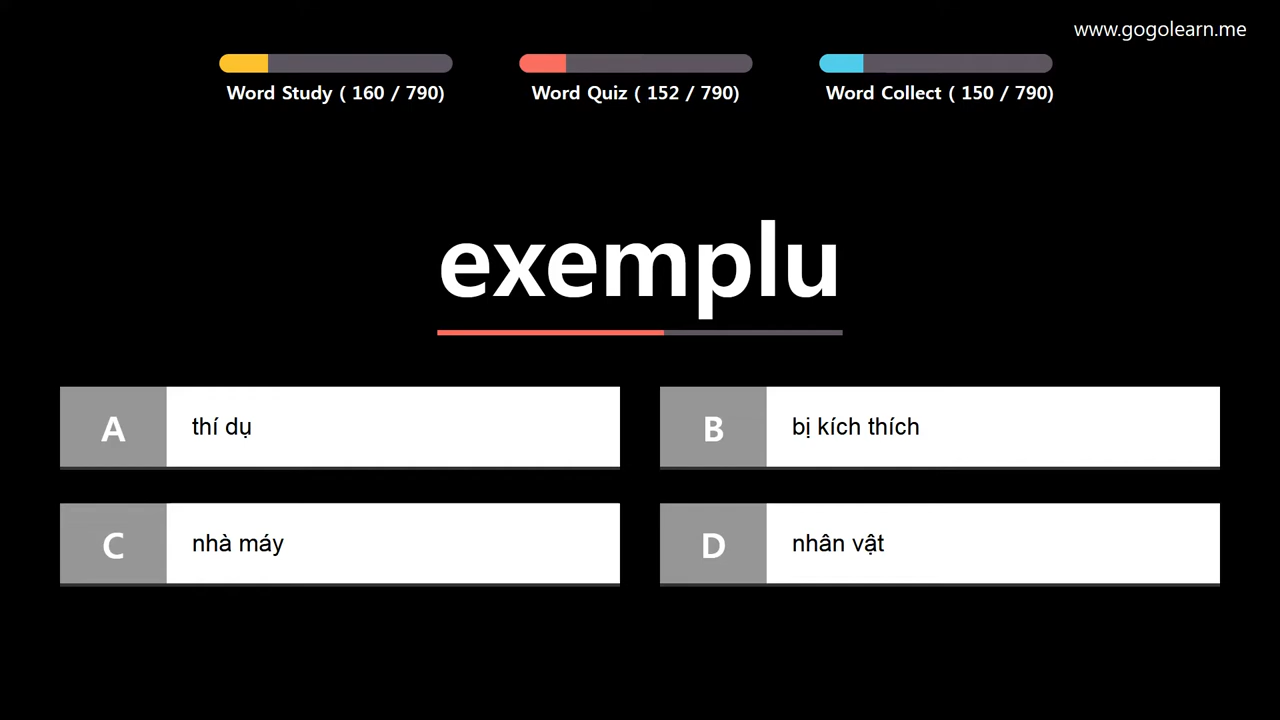 www.gogolearn.me
Word Study ( 160 / 790)
Word Quiz ( 152 / 790)
Word Collect ( 150 / 790)
exemplu
A thí dụ
B bị kích thích
C nhà máy
D nhân vật